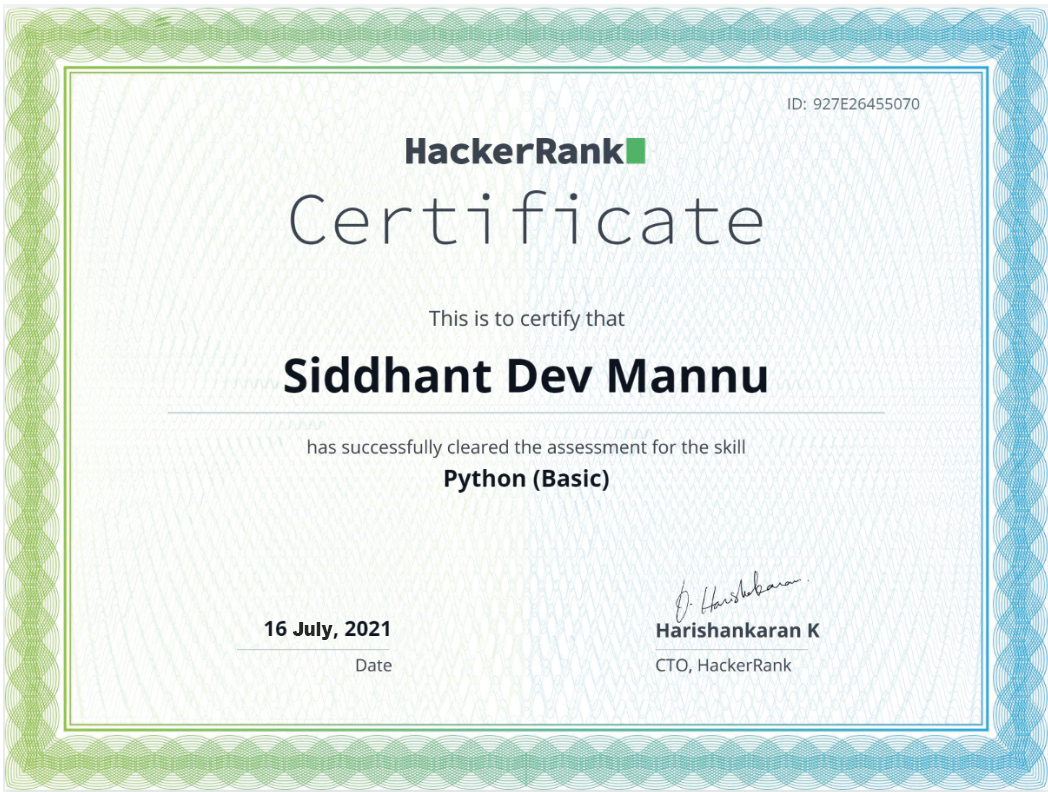 ID: 927E26455070
HackerRank
Certificate
This is to certify that
Siddhant Dev Mannu
has successfully cleared the assessment for the skill
Python (Basic)
16 July, 2021
Date
Harishankaran K
CTO, HackerRank